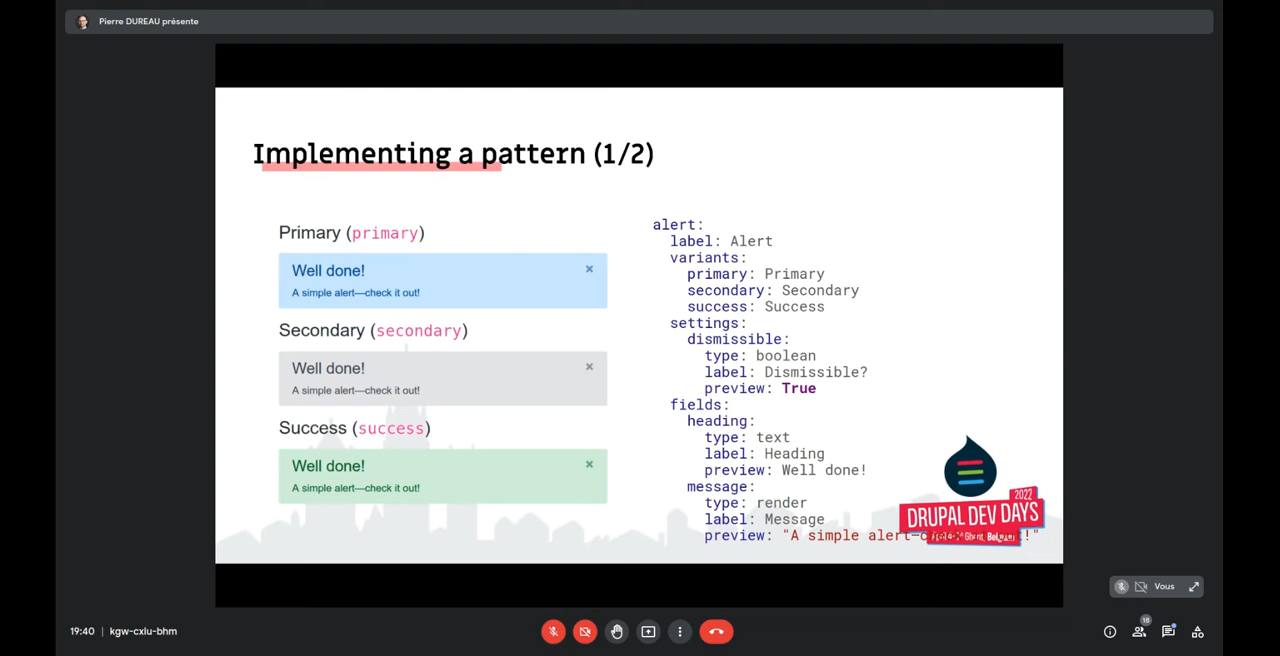 Pierre DUREAU présente
Implementing a pattern (1/2)
Primary (primary)
Well done!
×
A simple alert—check it out!
Secondary (secondary)
Well done!
×
A simple alert—check it out!
Success (success)
Well done!
×
A simple alert—check it out!
alert:
label: Alert
variants:
primary: Primary
secondary: Secondary
success: Success
settings:
dismissible:
type: boolean
label: Dismissible?
preview: True
fields:
heading:
type: text
label: Heading
preview: Well done!
message:
type: render
label: Message
preview: "A simple alert—
2022
DRUPAL DEV DAYS
Ghent, Belgium
Vous
19:40 | kgw-cxiu-bhm
18